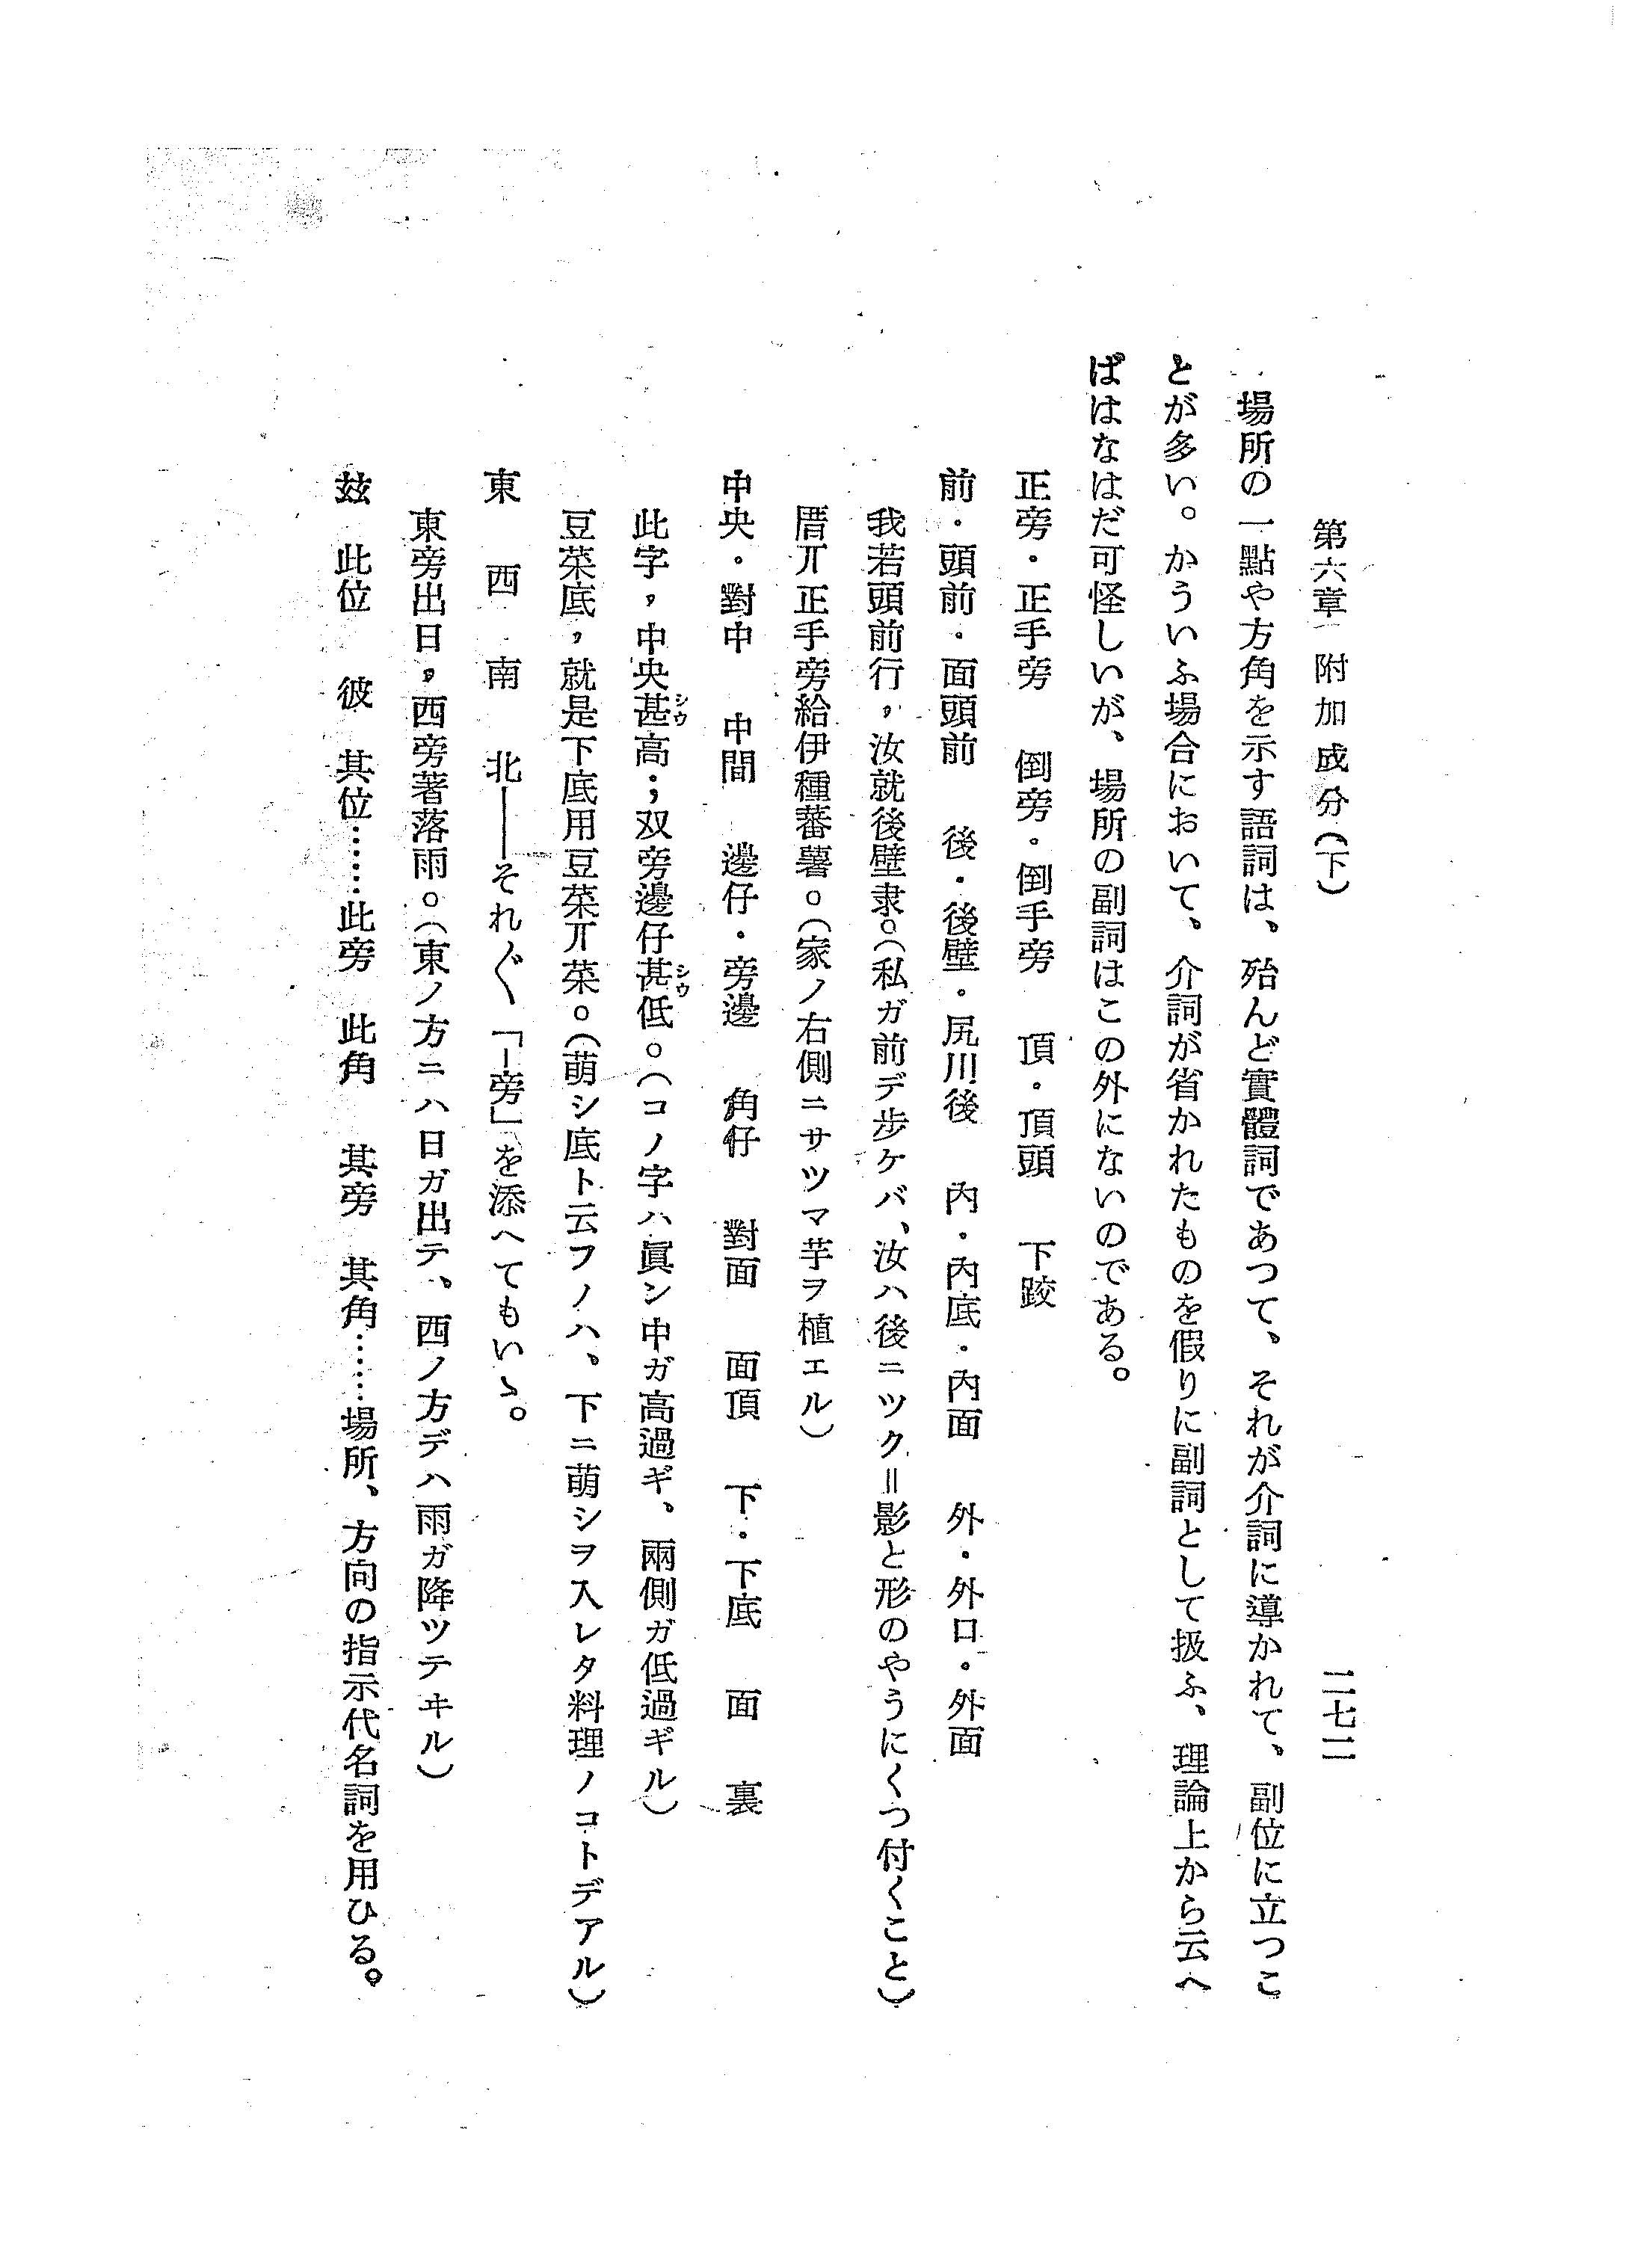 第六章 附加成分(下) 二七二
場所の一點や方角を示す語詞は、殆んど實體詞であつて、それが介詞に導かれて、副位に立つこ
とが多い。かういふ場合において、介詞が省かれたものを假りに副詞として扱ふ、理論上から云へ
ばはなはだ可怪しいが、場所の副詞はこの外にないのである。
正旁・正手旁 倒旁・倒手旁 頂・頂頭 下跤
前・頭前・面頭前 後・後壁・尻川後 內・內底・內面 外・外口・外面
我若頭前行，汝就後壁隶。(私ガ前デ步ケバ、汝ハ後ニツク＝影と形のやうにくつ付くこと)
厝丌正手旁給伊種蕃薯。(家ノ右側ニサツマ芋ヲ植エル)
中央・對中 中間 邊仔・旁邊 角仔 對面 面頂 下・下底 面 裏
此字，中央甚シウ高；双旁邊仔甚シウ低。(コノ字ハ眞ン中ガ高過ギ、兩側ガ低過ギル)
豆菜底，就是下底用豆菜丌菜。(萌シ底ト云フノハ、下ニ萌シヲ入レタ料理ノコトデアル)
東 西 南 北――それ〴〵「―旁」を添へてもいゝ。
東旁出日，西旁著落雨。(東ノ方ニハ日ガ出テ、西ノ方デハ雨ガ降ツテヰル)
玆 此位 彼 其位……此旁 此角 其旁 其角……場所、方向の指示代名詞を用ひる。